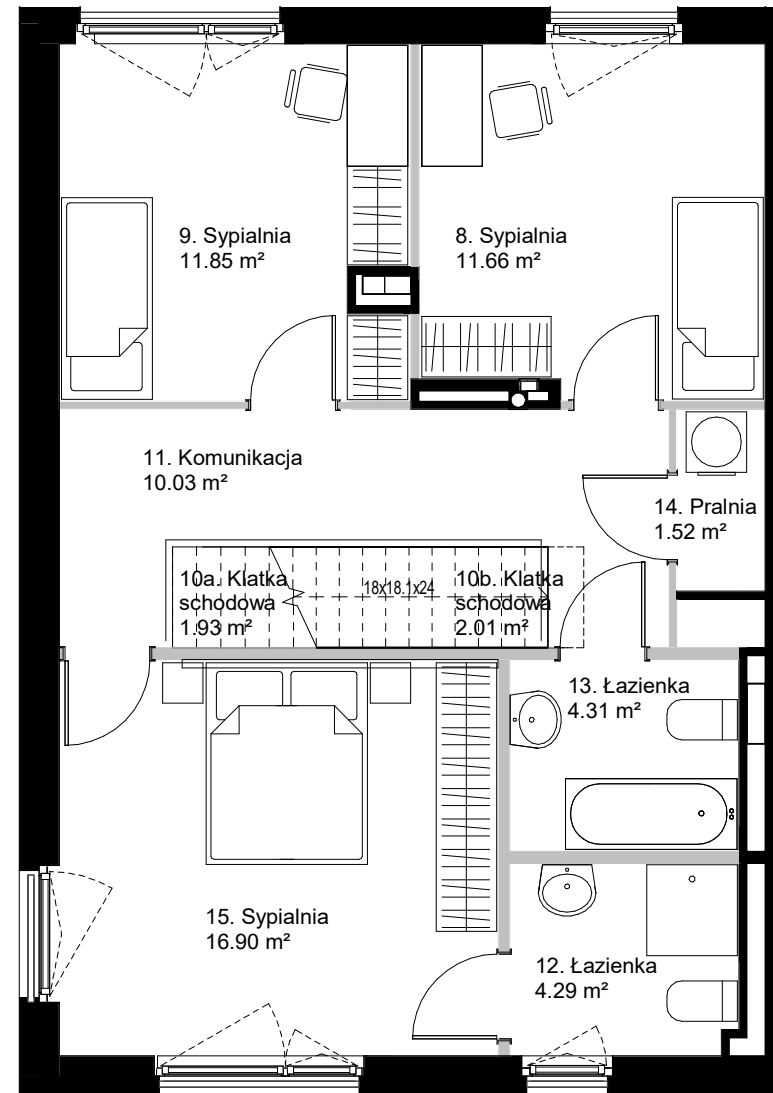 9. Sypialnia
11.85 m²
8. Sypialnia
11.66 m²
11. Komunikacja
10.03 m²
14. Pralnia
1.52 m²
10a. Klatka
schodowa
1.93 m²
18x18.1x24
10b. Klatka
schodowa
2.01 m²
13. Łazienka
4.31 m²
15. Sypialnia
16.90 m²
12. Łazienka
4.29 m²